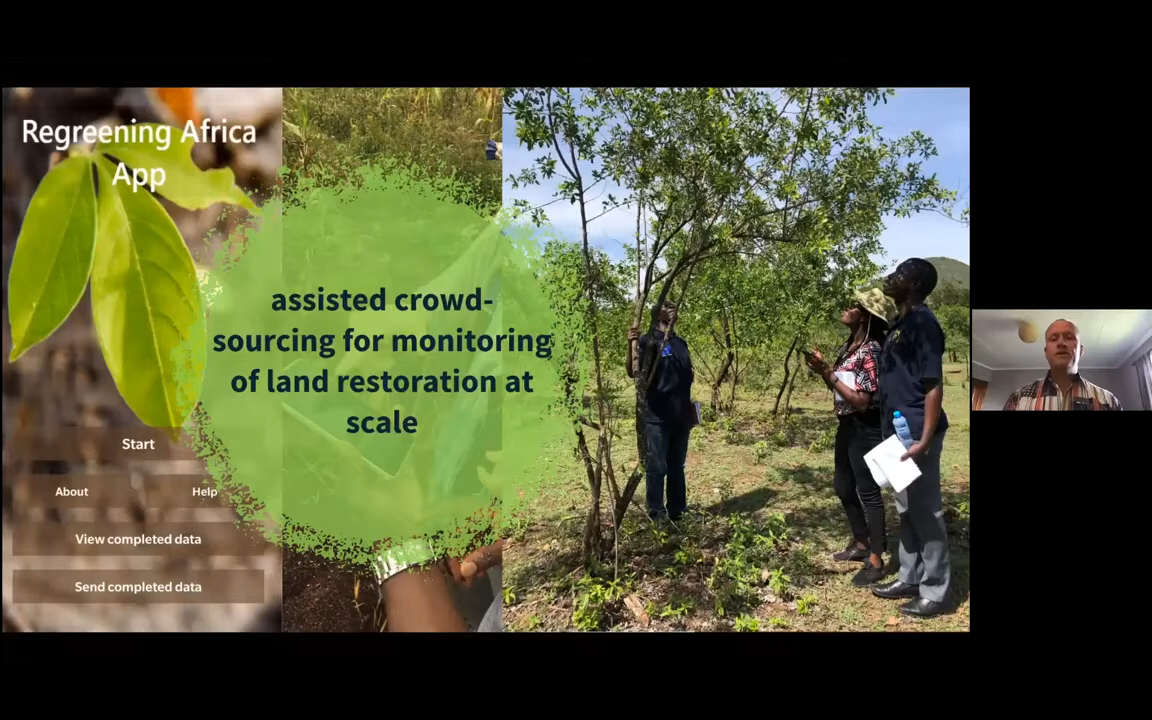 Regreening Africa
App
assisted crowd-
sourcing for monitoring
of land restoration at
scale
Start
About
Help
View completed data
Send completed data